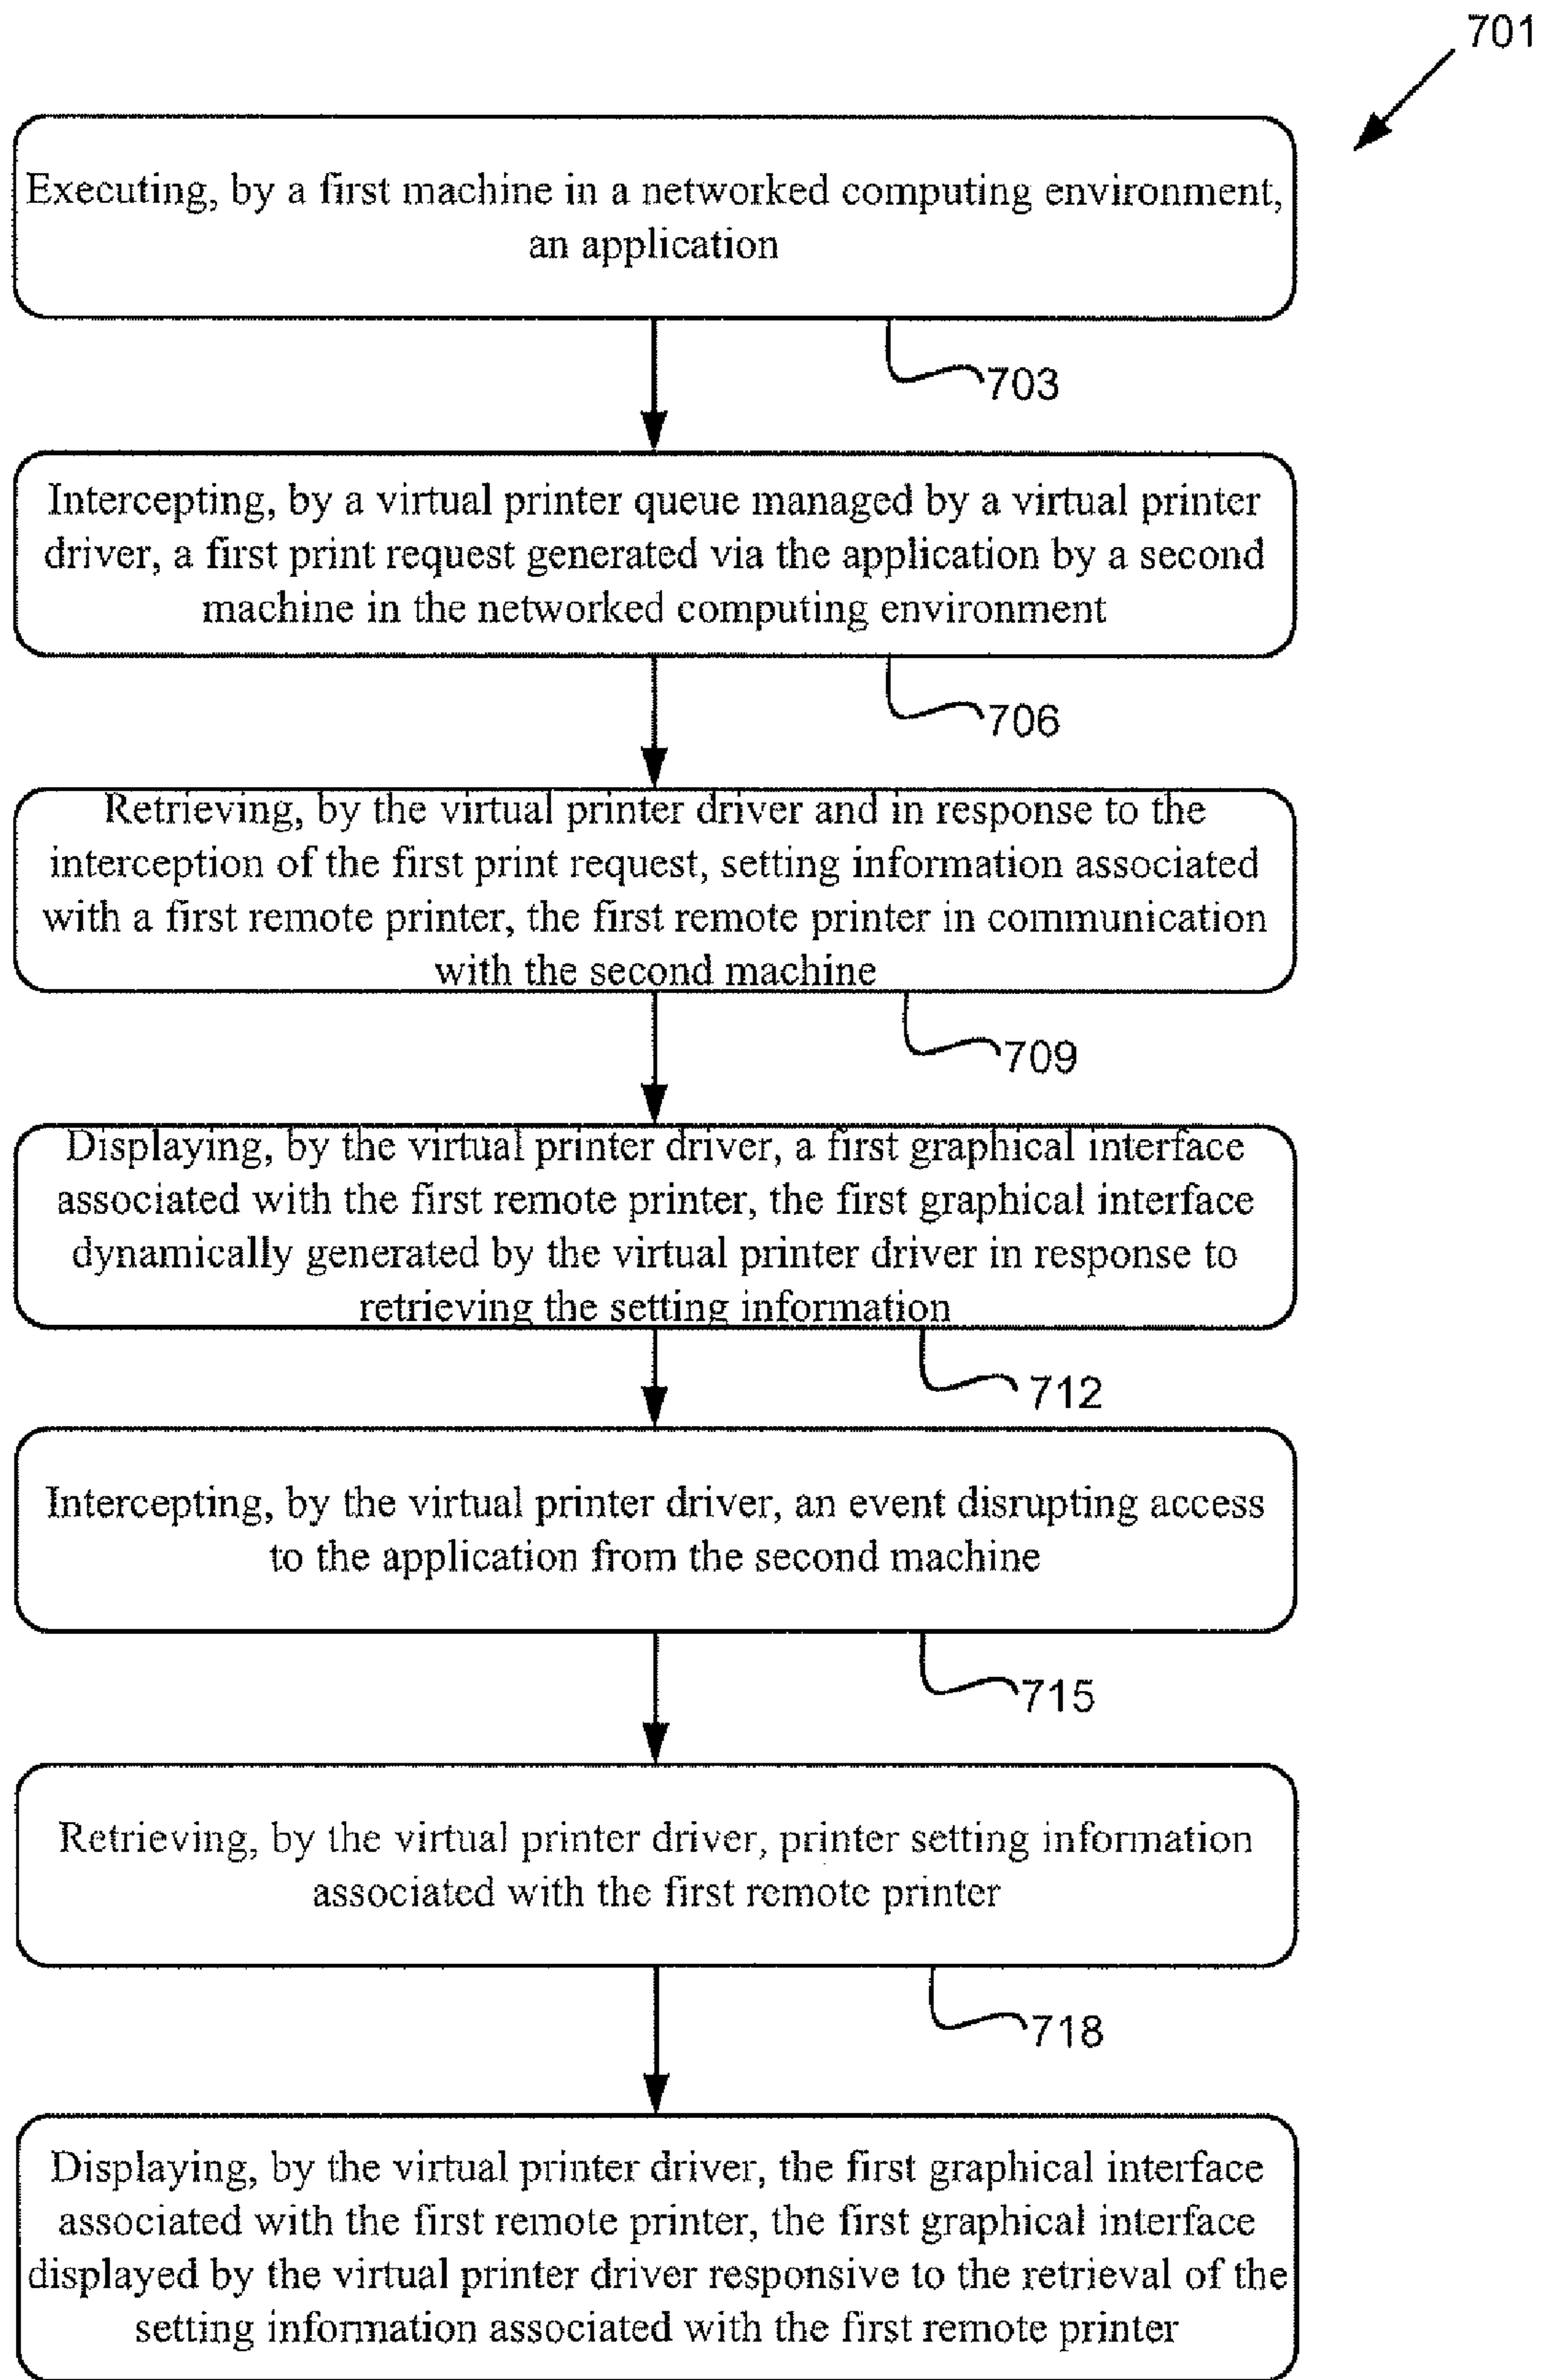 701
Executing, by a first machine in a networked computing environment,
an application
703
Intercepting, by a virtual printer queue managed by a virtual printer
driver, a first print request generated via the application by a second
machine in the networked computing environment
706
Retrieving, by the virtual printer driver and in response to the
interception of the first print request, setting information associated
with a first remote printer, the first remote printer in communication
with the second machine
709
Displaying, by the virtual printer driver, a first graphical interface
associated with the first remote printer, the first graphical interface
dynamically generated by the virtual printer driver in response to
retrieving the setting information
712
Intercepting, by the virtual printer driver, an event disrupting access
to the application from the second machine
715
Retrieving, by the virtual printer driver, printer setting information
associated with the first remote printer
718
Displaying, by the virtual printer driver, the first graphical interface
associated with the first remote printer, the first graphical interface
displayed by the virtual printer driver responsive to the retrieval of the
setting information associated with the first remote printer